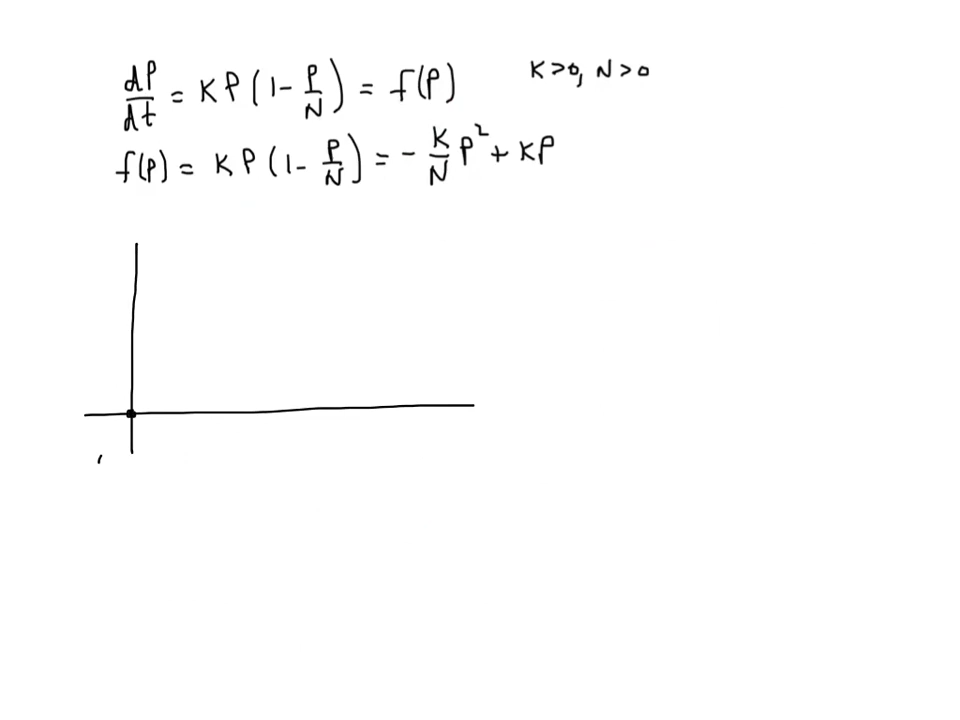 dP/dt = KP(1 - P/N) = f(P) K>0, N>0
f(P) = KP(1 - P/N) = - K/N P² + KP